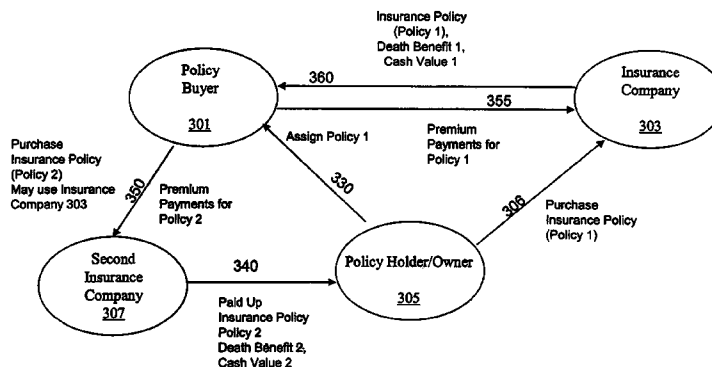 Insurance Policy
(Policy 1),
Death Benefit 1,
Cash Value 1
360
Policy
Buyer
301
Insurance
Company
303
355
Premium
Payments for
Policy 1
Assign Policy 1
330
Purchase
Insurance Policy
(Policy 2)
May use Insurance
Company 303
350
Premium
Payments for
Policy 2
306
Purchase
Insurance Policy
(Policy 1)
Second
Insurance
Company
307
340
Paid Up
Insurance Policy
Policy 2
Death Benefit 2,
Cash Value 2
Policy Holder/Owner
305